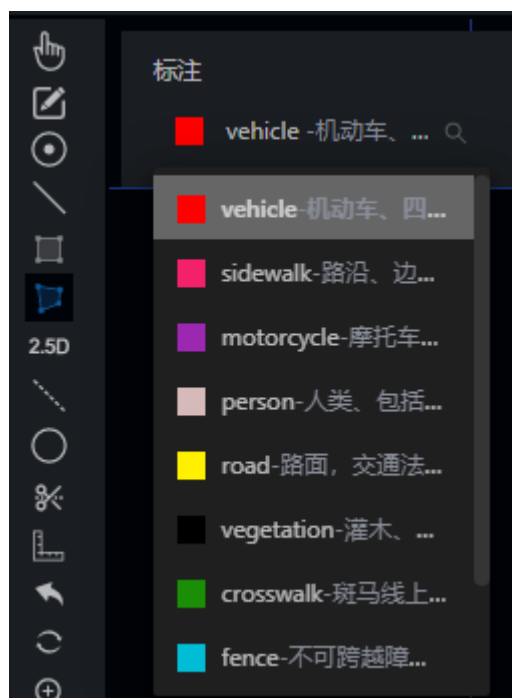 标注
vehicle -机动车、 ...
vehicle-机动车、四...
sidewalk-路沿、边...
2.5D
motorcycle-摩托车...
person-人类、包括...
road-路面，交通法...
vegetation-灌木、 ...
crosswalk-斑马线上...
fence-不可跨越障...